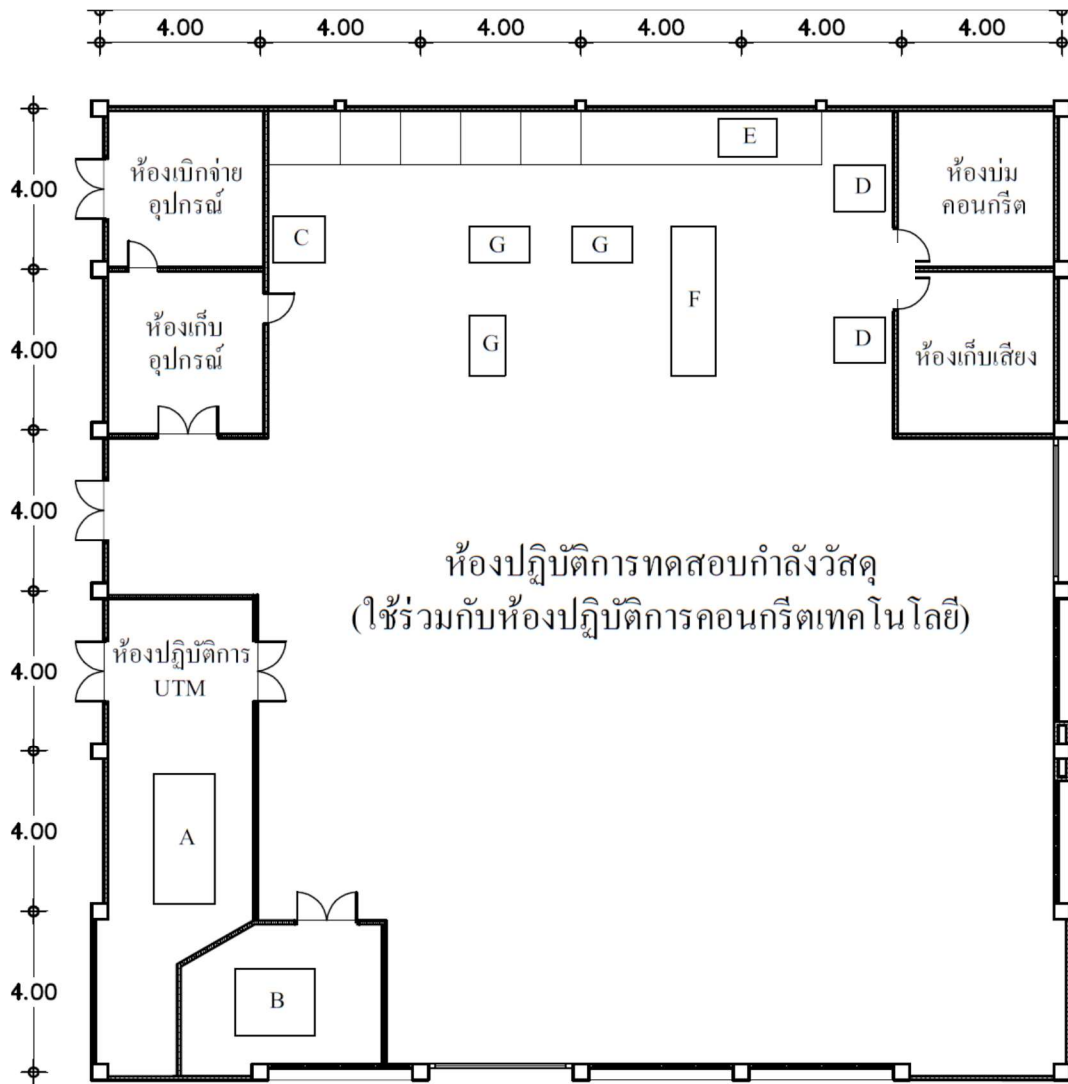 4.00 4.00 4.00 4.00 4.00 4.00
4.00
ห้องเบิกจ่าย
อุปกรณ์
E
D
ห้องบ่ม
คอนกรีต
C
G
G
F
4.00
ห้องเก็บ
อุปกรณ์
G
D
ห้องเก็บเสียง
4.00
ห้องปฏิบัติการทดสอบกำลังวัสดุ
(ใช้ร่วมกับห้องปฏิบัติการคอนกรีตเทคโนโลยี)
4.00
ห้องปฏิบัติการ
UTM
4.00
A
4.00
B